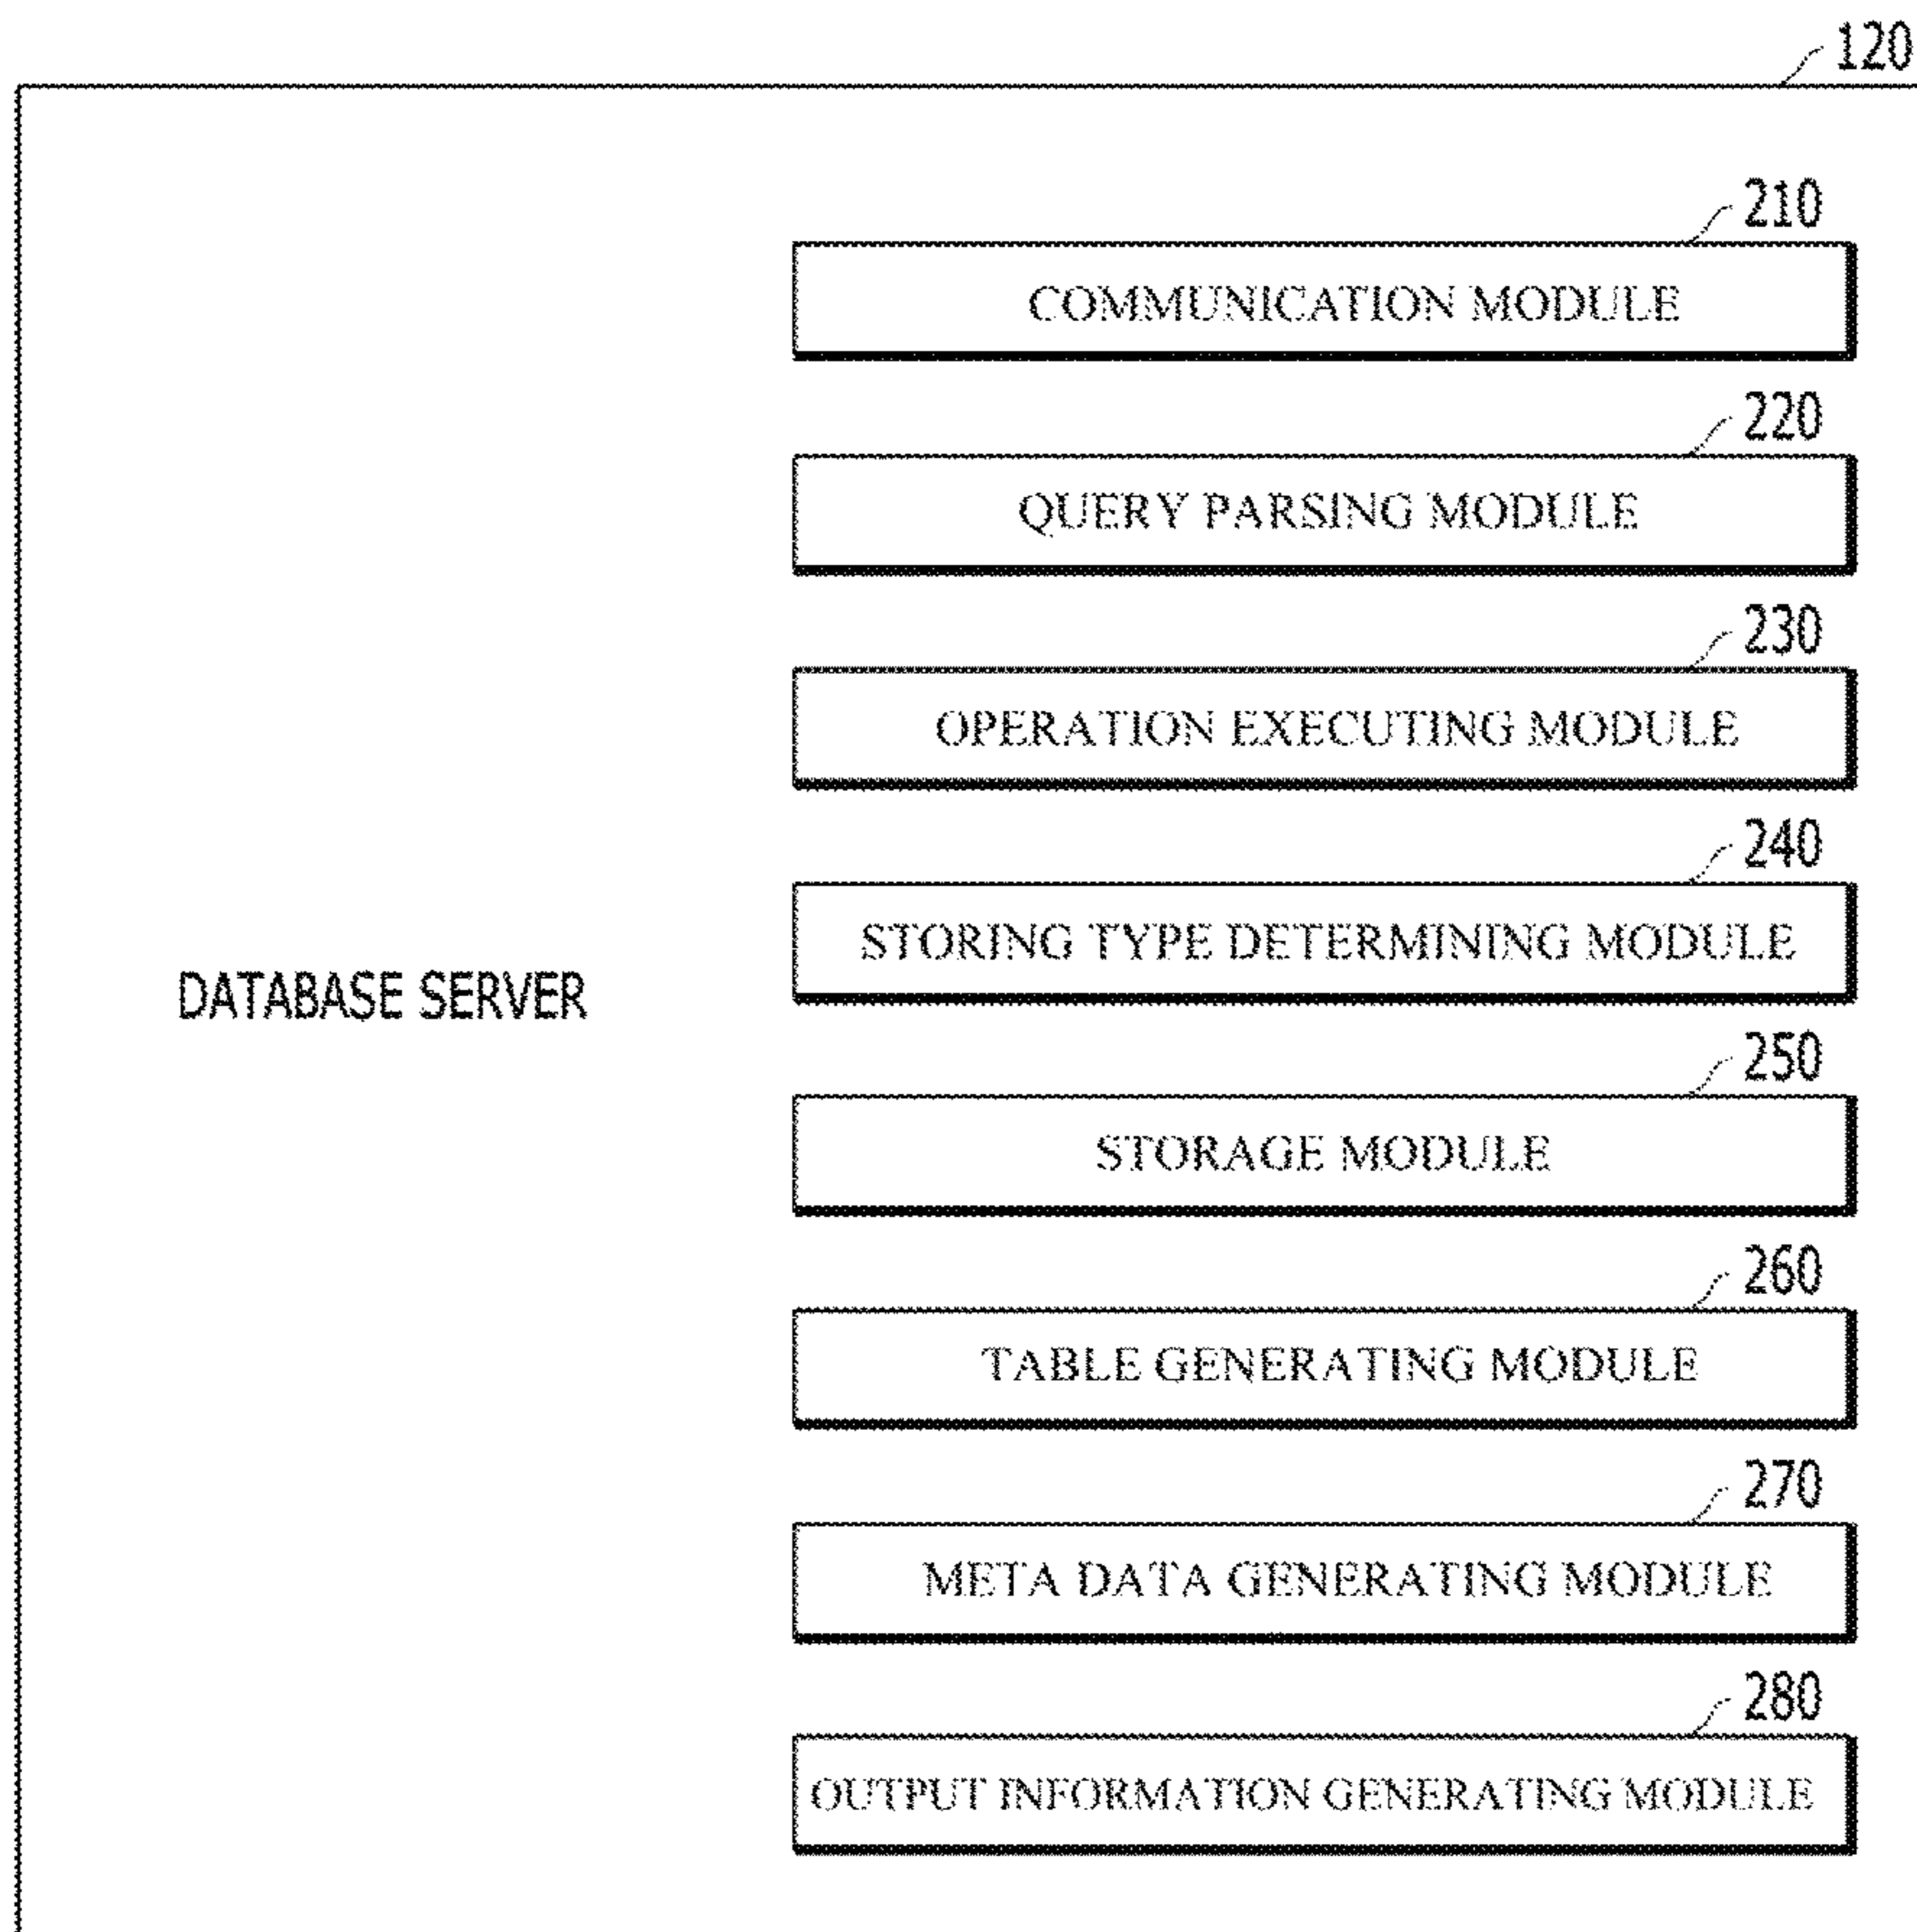 120
210
COMMUNICATION MODULE
220
QUERY PARSING MODULE
230
OPERATION EXECUTING MODULE
240
STORING TYPE DETERMINING MODULE
DATABASE SERVER
250
STORAGE MODULE
260
TABLE GENERATING MODULE
270
META DATA GENERATING MODULE
280
OUTPUT INFORMATION GENERATING MODULE